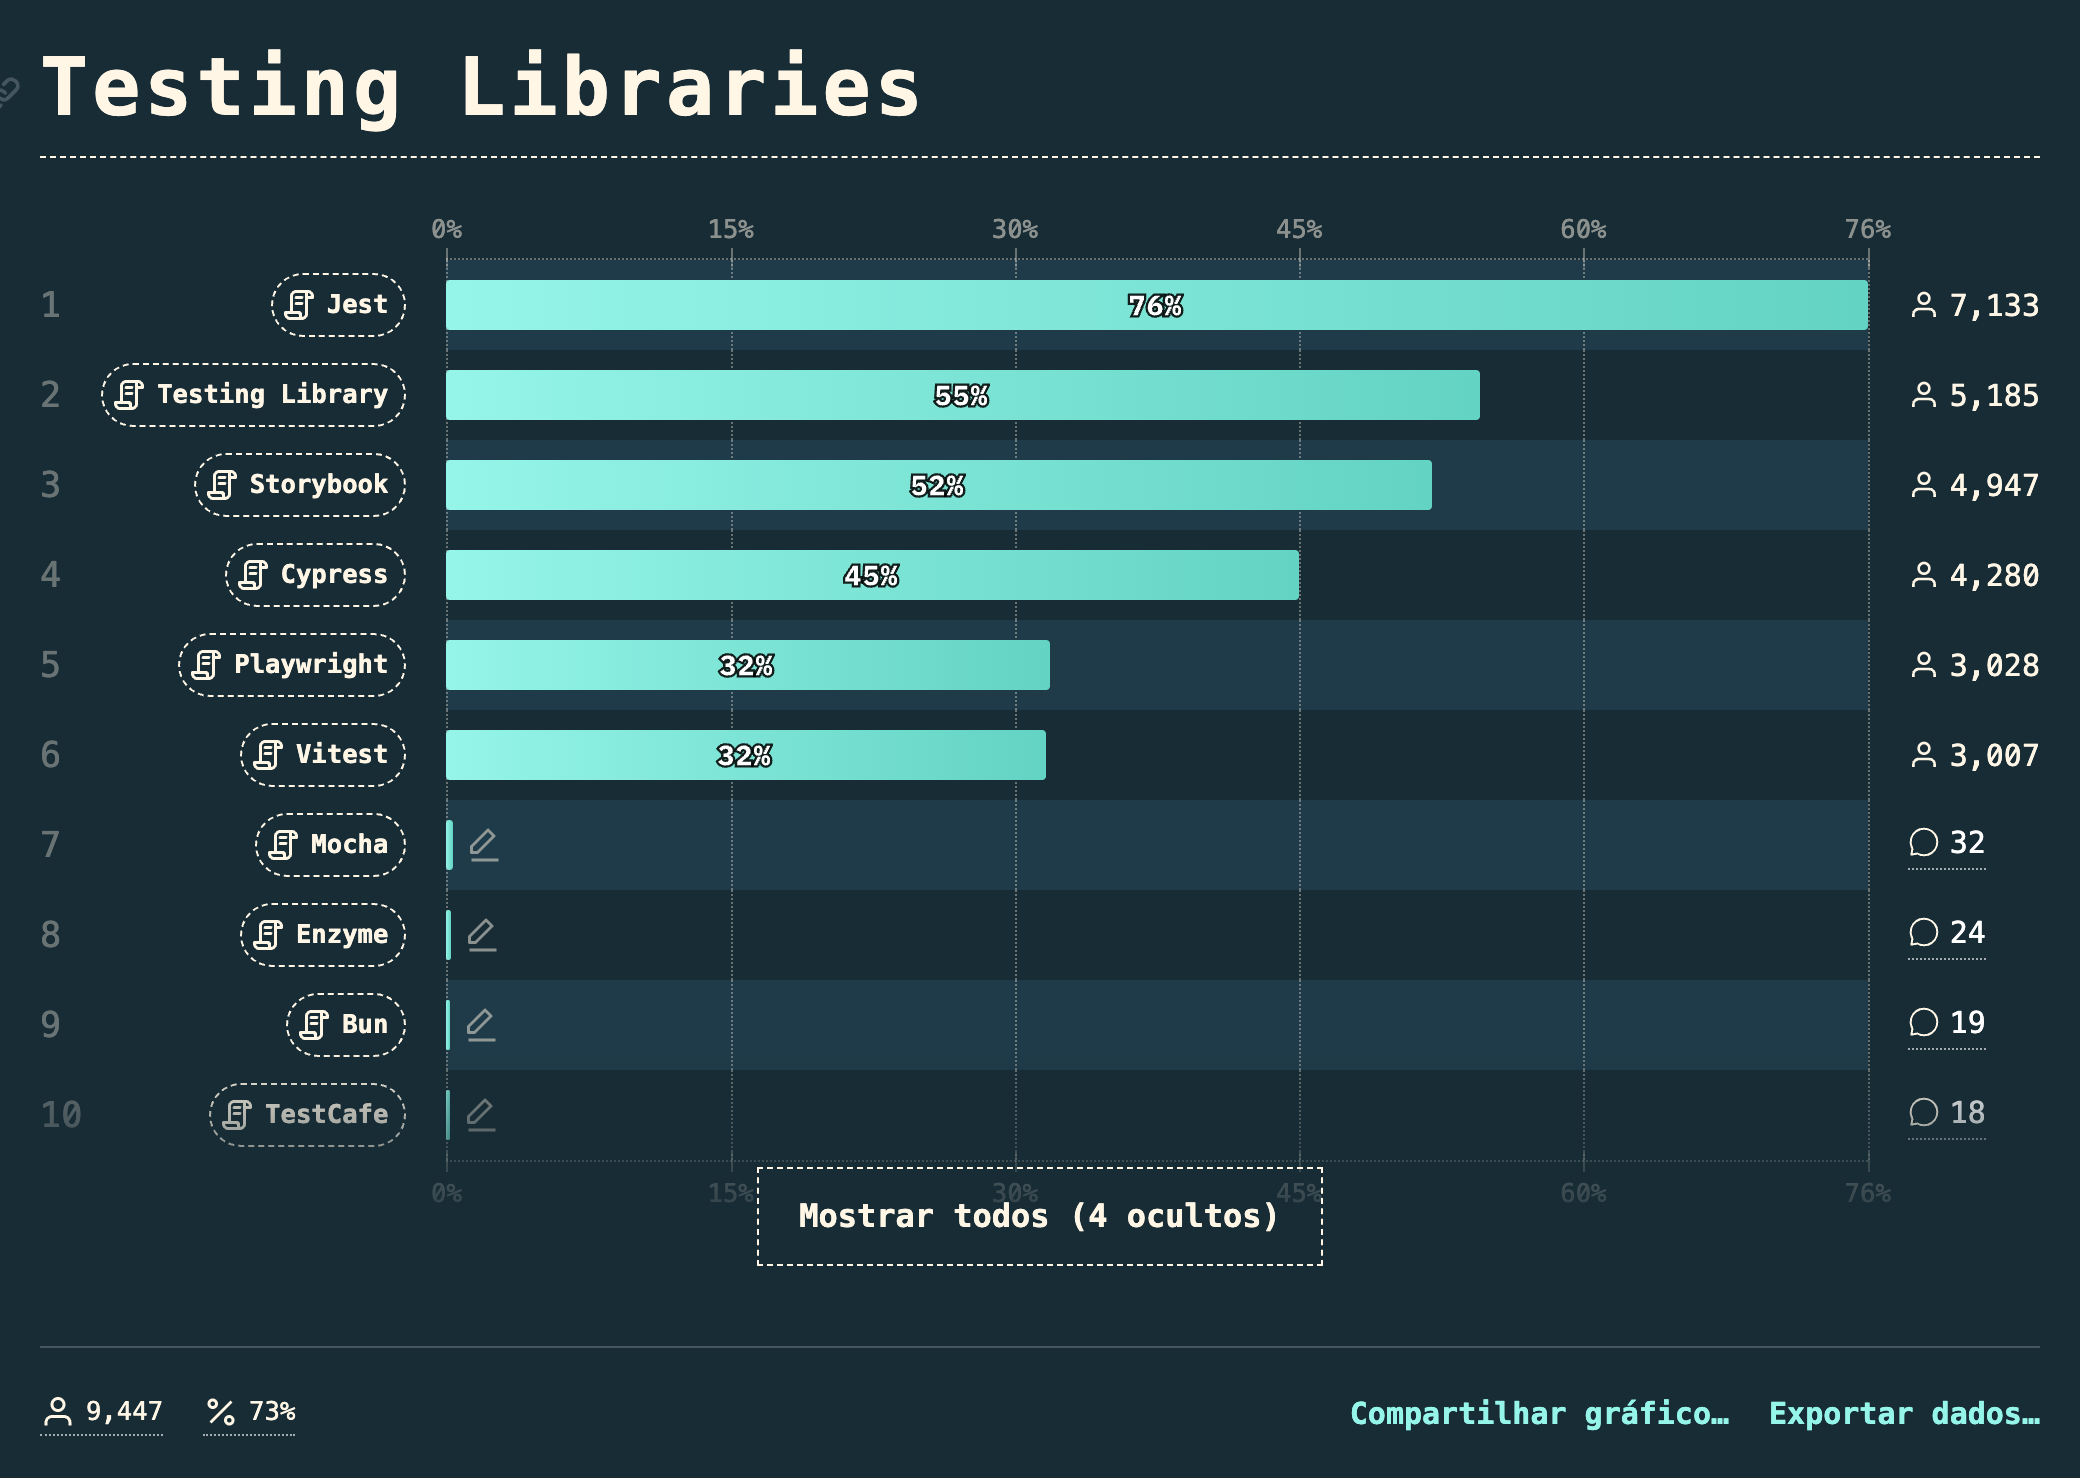 Testing Libraries
0% 15% 30% 45% 60% 76%
1 Jest 76% 7,133
2 Testing Library 55% 5,185
3 Storybook 52% 4,947
4 Cypress 45% 4,280
5 Playwright 32% 3,028
6 Vitest 32% 3,007
7 Mocha 32
8 Enzyme 24
9 Bun 19
10 TestCafe 18
0% 15% 30% 45% 60% 76%
Mostrar todos (4 ocultos)
9,447 73% Compartilhar gráfico… Exportar dados…